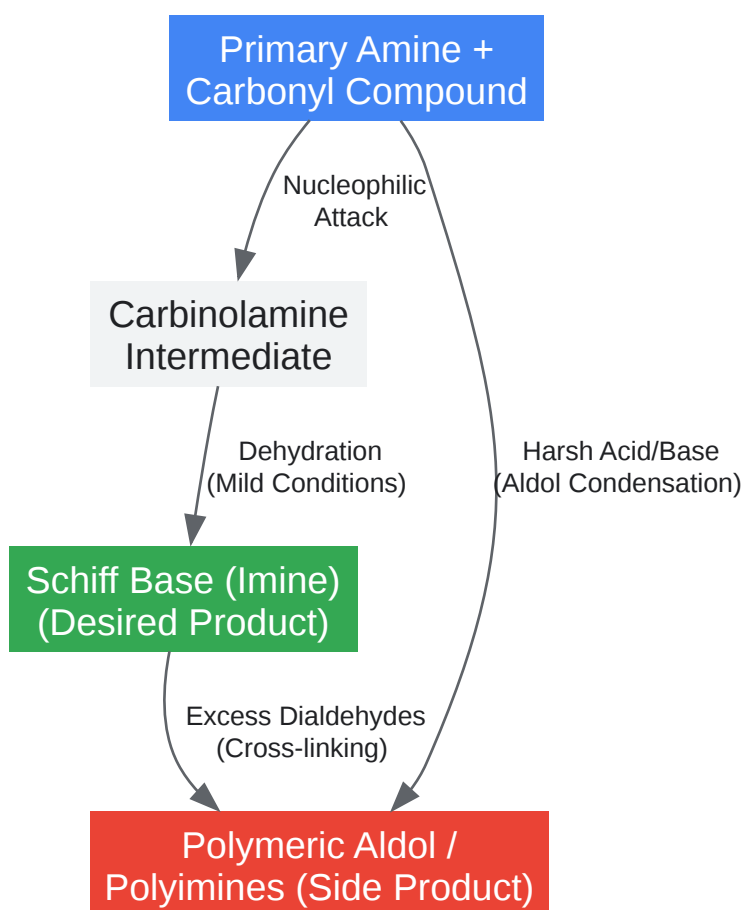 Primary Amine +
Carbonyl Compound
Nucleophilic
Attack
Carbinolamine
Intermediate
Dehydration
(Mild Conditions)
Harsh Acid/Base
(Aldol Condensation)
Schiff Base (Imine)
(Desired Product)
Excess Dialdehydes
(Cross-linking)
Polymeric Aldol /
Polyimines (Side Product)